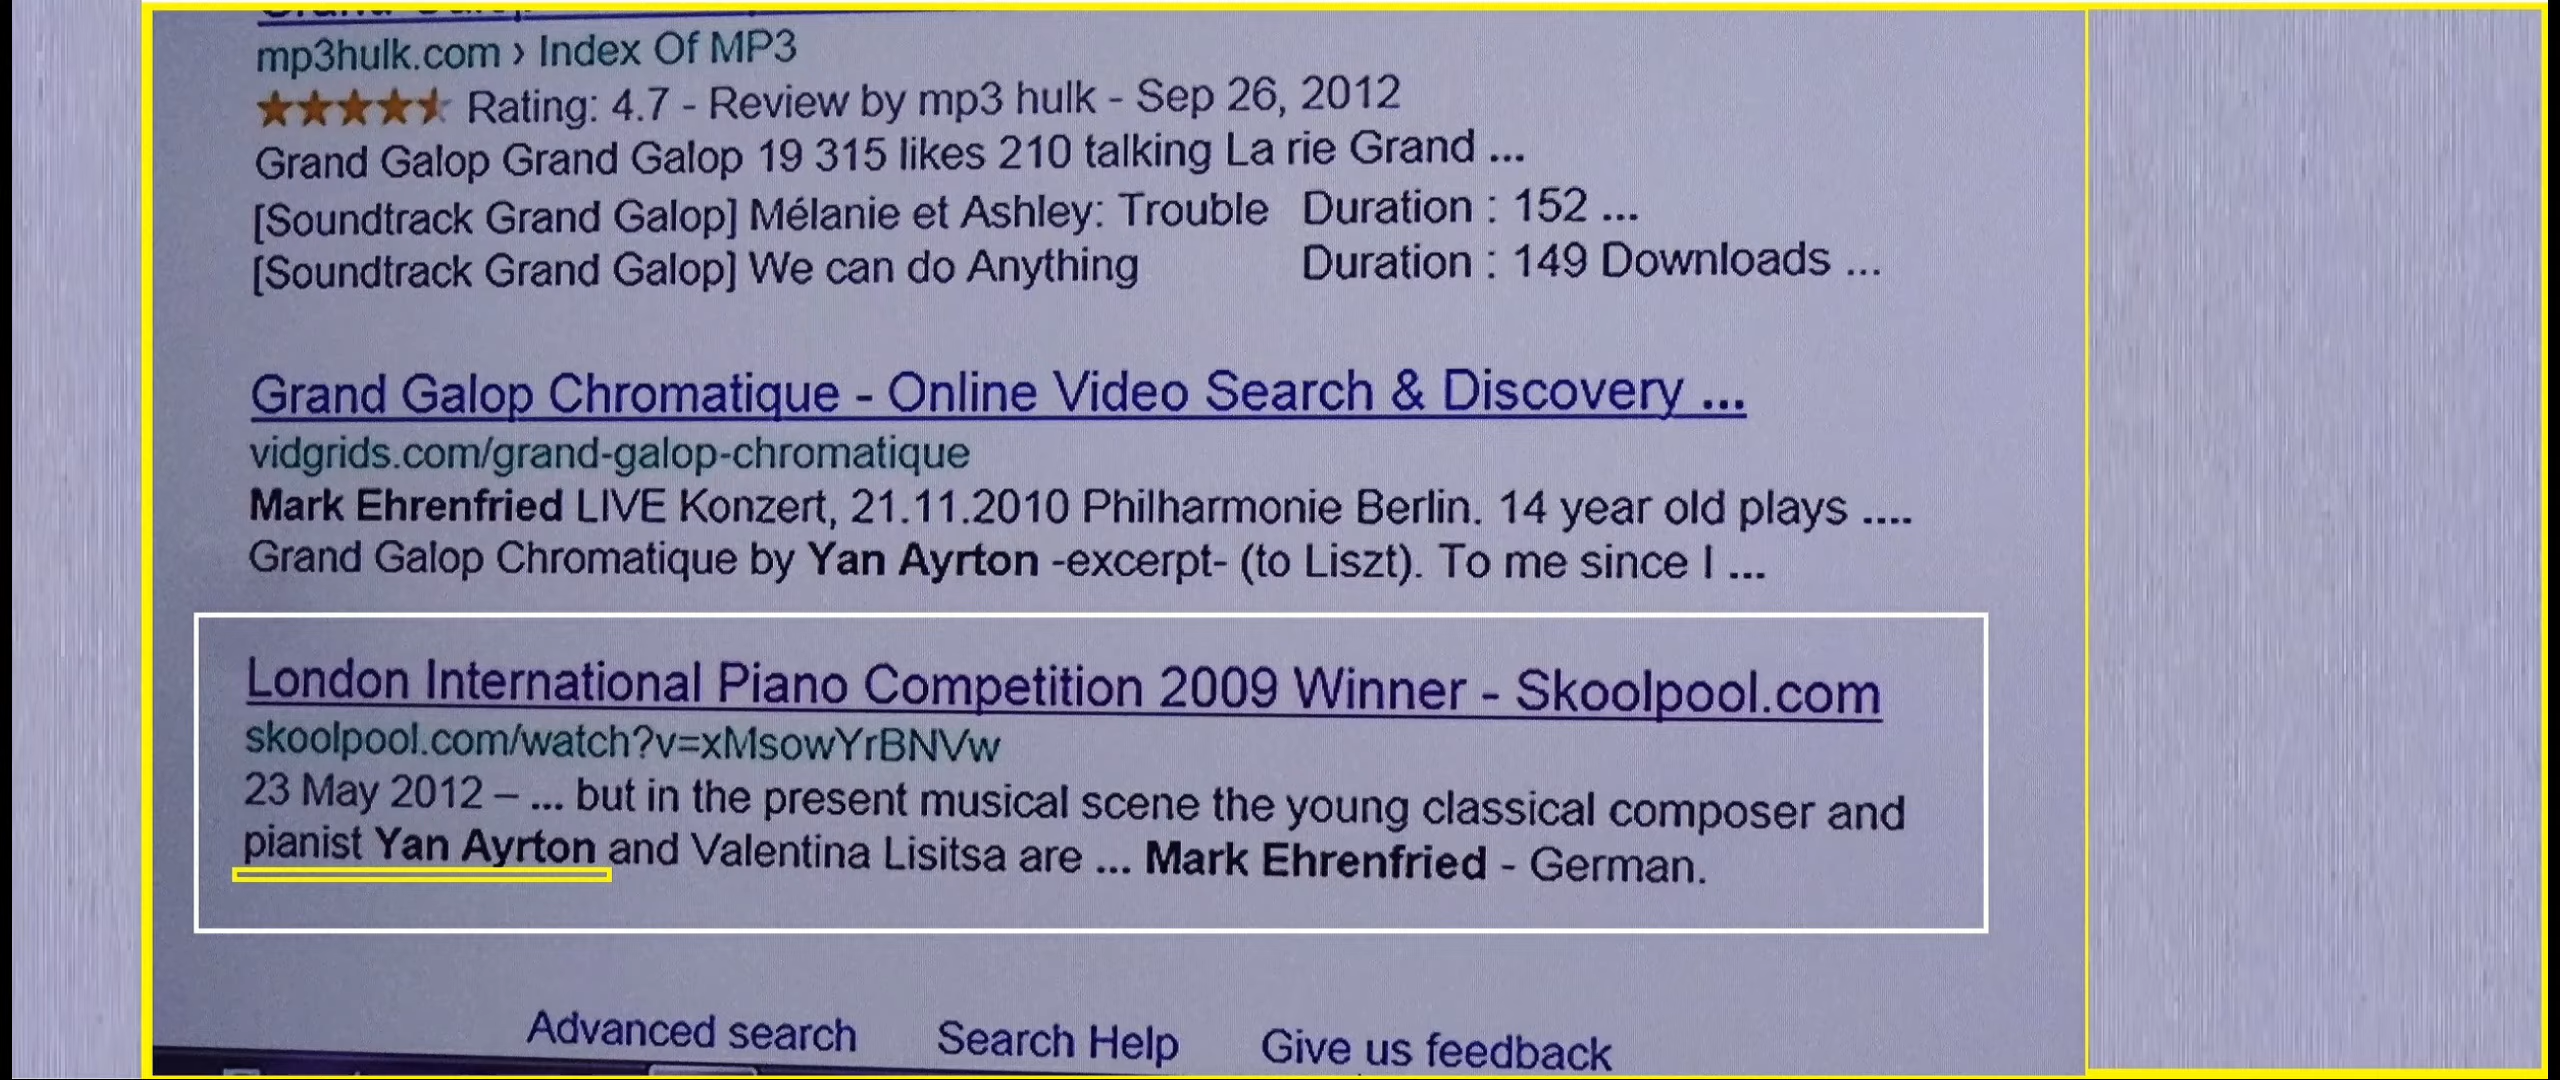 mp3hulk.com › Index Of MP3
Rating: 4.7 - Review by mp3 hulk - Sep 26, 2012
Grand Galop Grand Galop 19 315 likes 210 talking La rie Grand ...
[Soundtrack Grand Galop] Mélanie et Ashley: Trouble Duration : 152 ...
[Soundtrack Grand Galop] We can do Anything Duration : 149 Downloads ...
Grand Galop Chromatique - Online Video Search & Discovery ...
vidgrids.com/grand-galop-chromatique
Mark Ehrenfried LIVE Konzert, 21.11.2010 Philharmonie Berlin. 14 year old plays ....
Grand Galop Chromatique by Yan Ayrton -excerpt- (to Liszt). To me since I ...
London International Piano Competition 2009 Winner - Skoolpool.com
skoolpool.com/watch?v=xMsowYrBNVw
23 May 2012 – ... but in the present musical scene the young classical composer and
pianist Yan Ayrton and Valentina Lisitsa are ... Mark Ehrenfried - German.
Advanced search Search Help Give us feedback